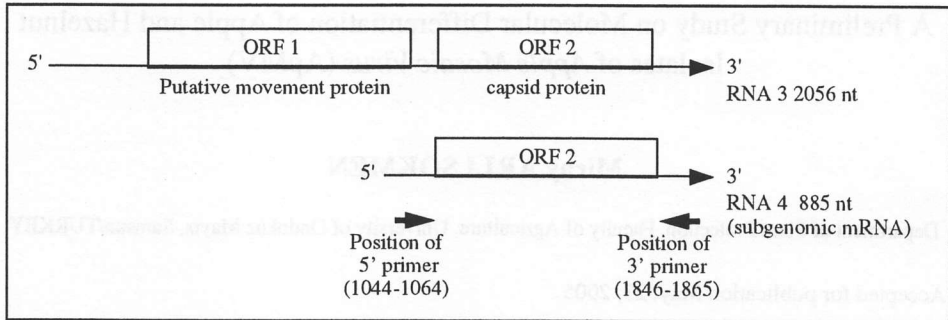 ORF 1
ORF 2
5' 3'
Putative movement protein
capsid protein
RNA 3 2056 nt
ORF 2
5' 3'
RNA 4 885 nt
(subgenomic mRNA)
Position of
5' primer
(1044-1064)
Position of
3' primer
(1846-1865)